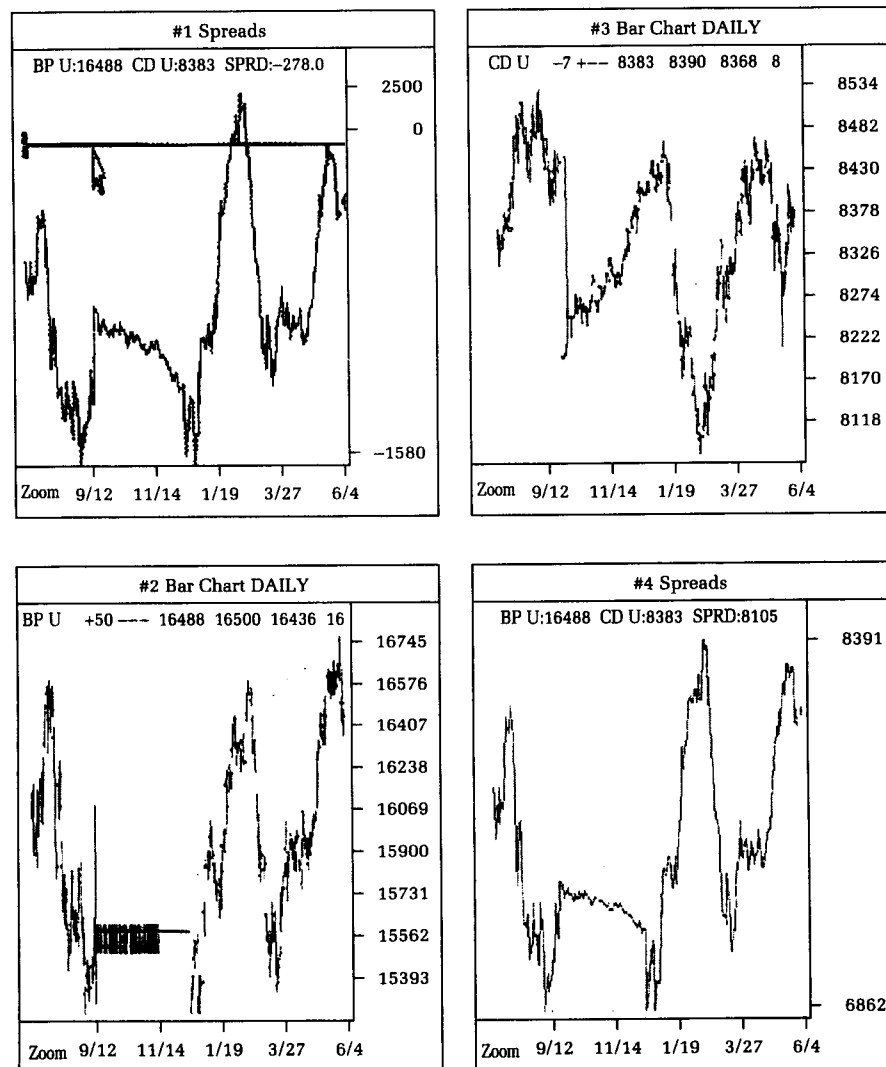 #1 Spreads
BP U:16488 CD U:8383 SPRD:−278.0
2500
0
−1580
Zoom 9/12 11/14 1/19 3/27 6/4
#3 Bar Chart DAILY
CD U −7 +−−− 8383 8390 8368 8
8534
8482
8430
8378
8326
8274
8222
8170
8118
Zoom 9/12 11/14 1/19 3/27 6/4
#2 Bar Chart DAILY
BP U +50 −−−− 16488 16500 16436 16
16745
16576
16407
16238
16069
15900
15731
15562
15393
Zoom 9/12 11/14 1/19 3/27 6/4
#4 Spreads
BP U:16488 CD U:8383 SPRD:8105
8391
6862
Zoom 9/12 11/14 1/19 3/27 6/4